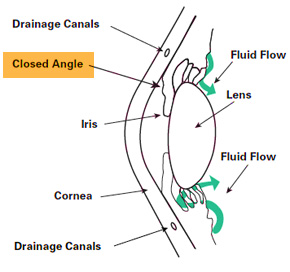 Drainage Canals
Fluid Flow
Closed Angle
Lens
Iris
Fluid Flow
Cornea
Drainage Canals